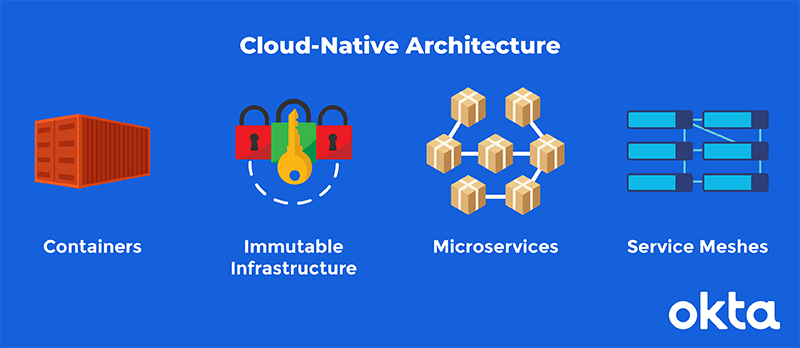 Cloud-Native Architecture
Containers
Immutable
Infrastructure
Microservices
Service Meshes
okta